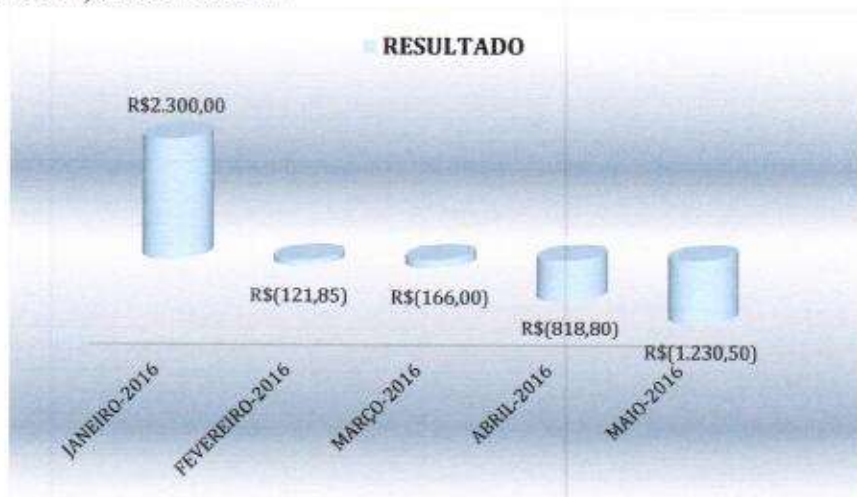 RESULTADO
R$2.300,00
R$(121,85)
R$(166,00)
R$(818,80)
R$(1.230,50)
JANEIRO-2016
FEVEREIRO-2016
MARÇO-2016
ABRIL-2016
MAIO-2016